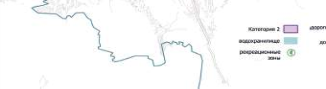 Категория 2
водохранилище
рекреационные
зоны